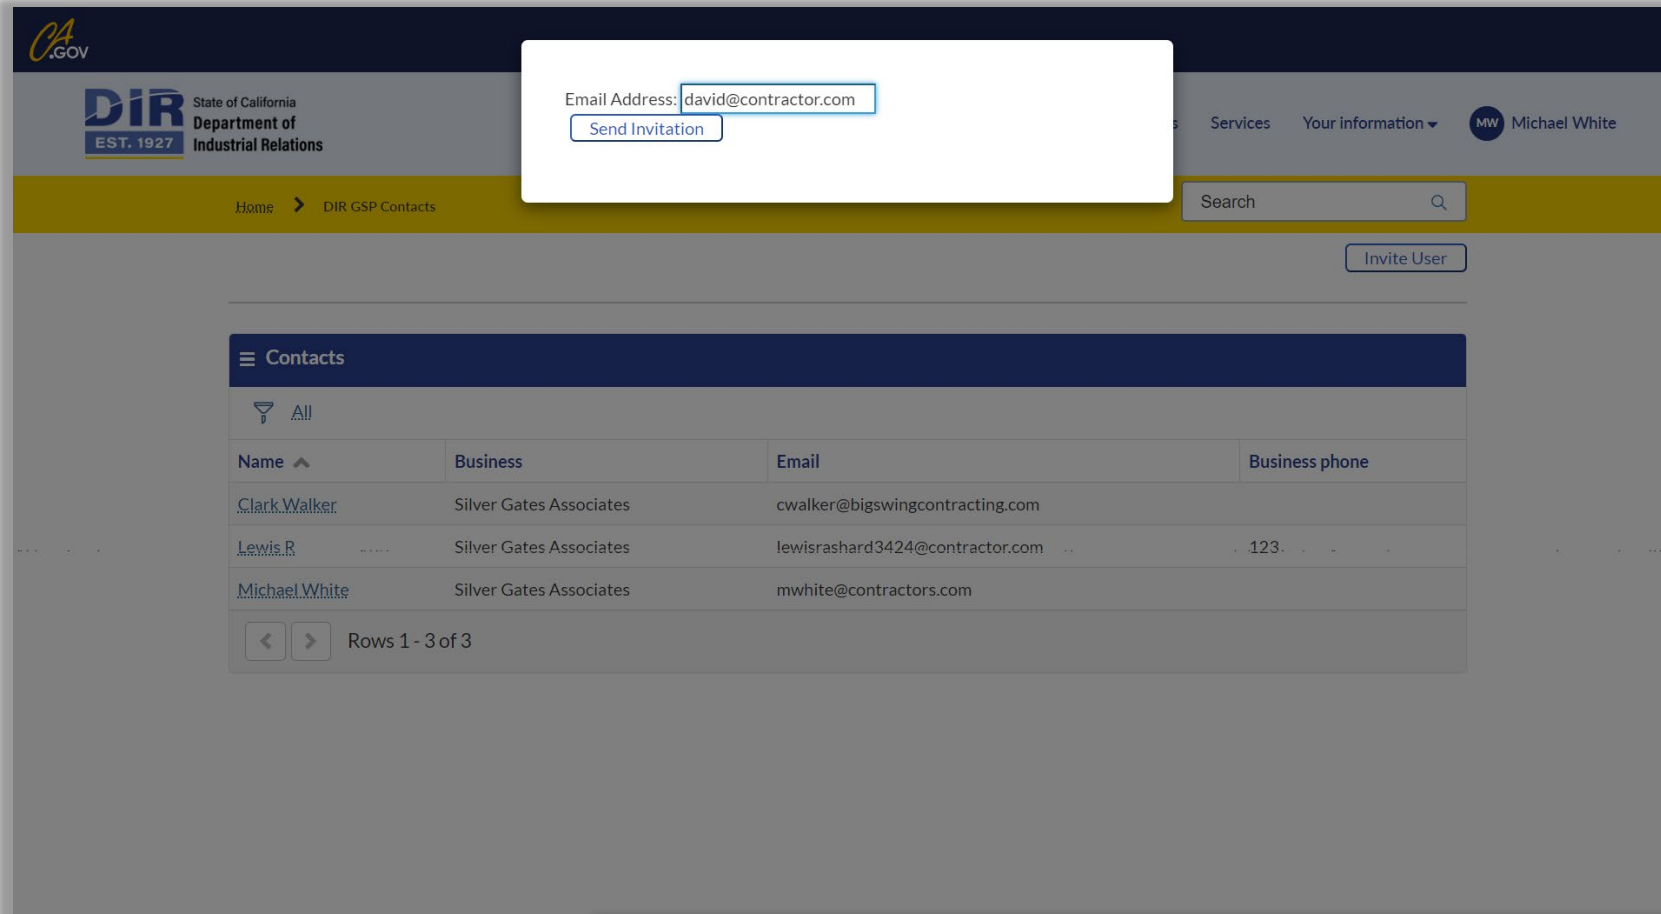 CA
.GOV
DIR
EST. 1927
State of California
Department of
Industrial Relations
Email Address: david@contractor.com
Send Invitation
s Services Your information MW Michael White
Home DIR GSP Contacts
Search
Invite User
Contacts
All
Name Business Email Business phone
Clark Walker Silver Gates Associates cwalker@bigswingcontracting.com
Lewis R Silver Gates Associates lewisrashard3424@contractor.com 123
Michael White Silver Gates Associates mwhite@contractors.com
Rows 1 - 3 of 3